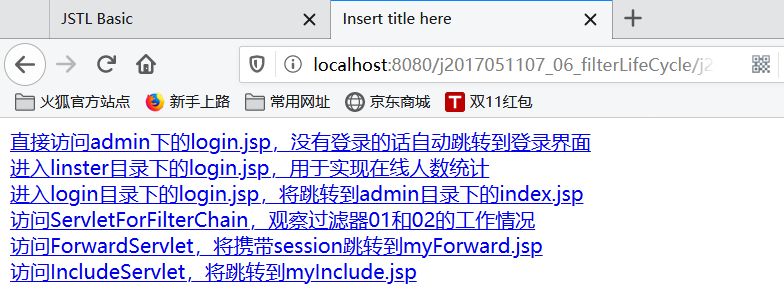 JSTL Basic
Insert title here
localhost:8080/j2017051107_06_filterLifeCycle/j2
火狐官方站点 新手上路 常用网址 京东商城 T 双11红包
直接访问admin下的login.jsp，没有登录的话自动跳转到登录界面
进入linster目录下的login.jsp，用于实现在线人数统计
进入login目录下的login.jsp，将跳转到admin目录下的index.jsp
访问ServletForFilterChain，观察过滤器01和02的工作情况
访问ForwardServlet，将携带session跳转到myForward.jsp
访问IncludeServlet，将跳转到myInclude.jsp